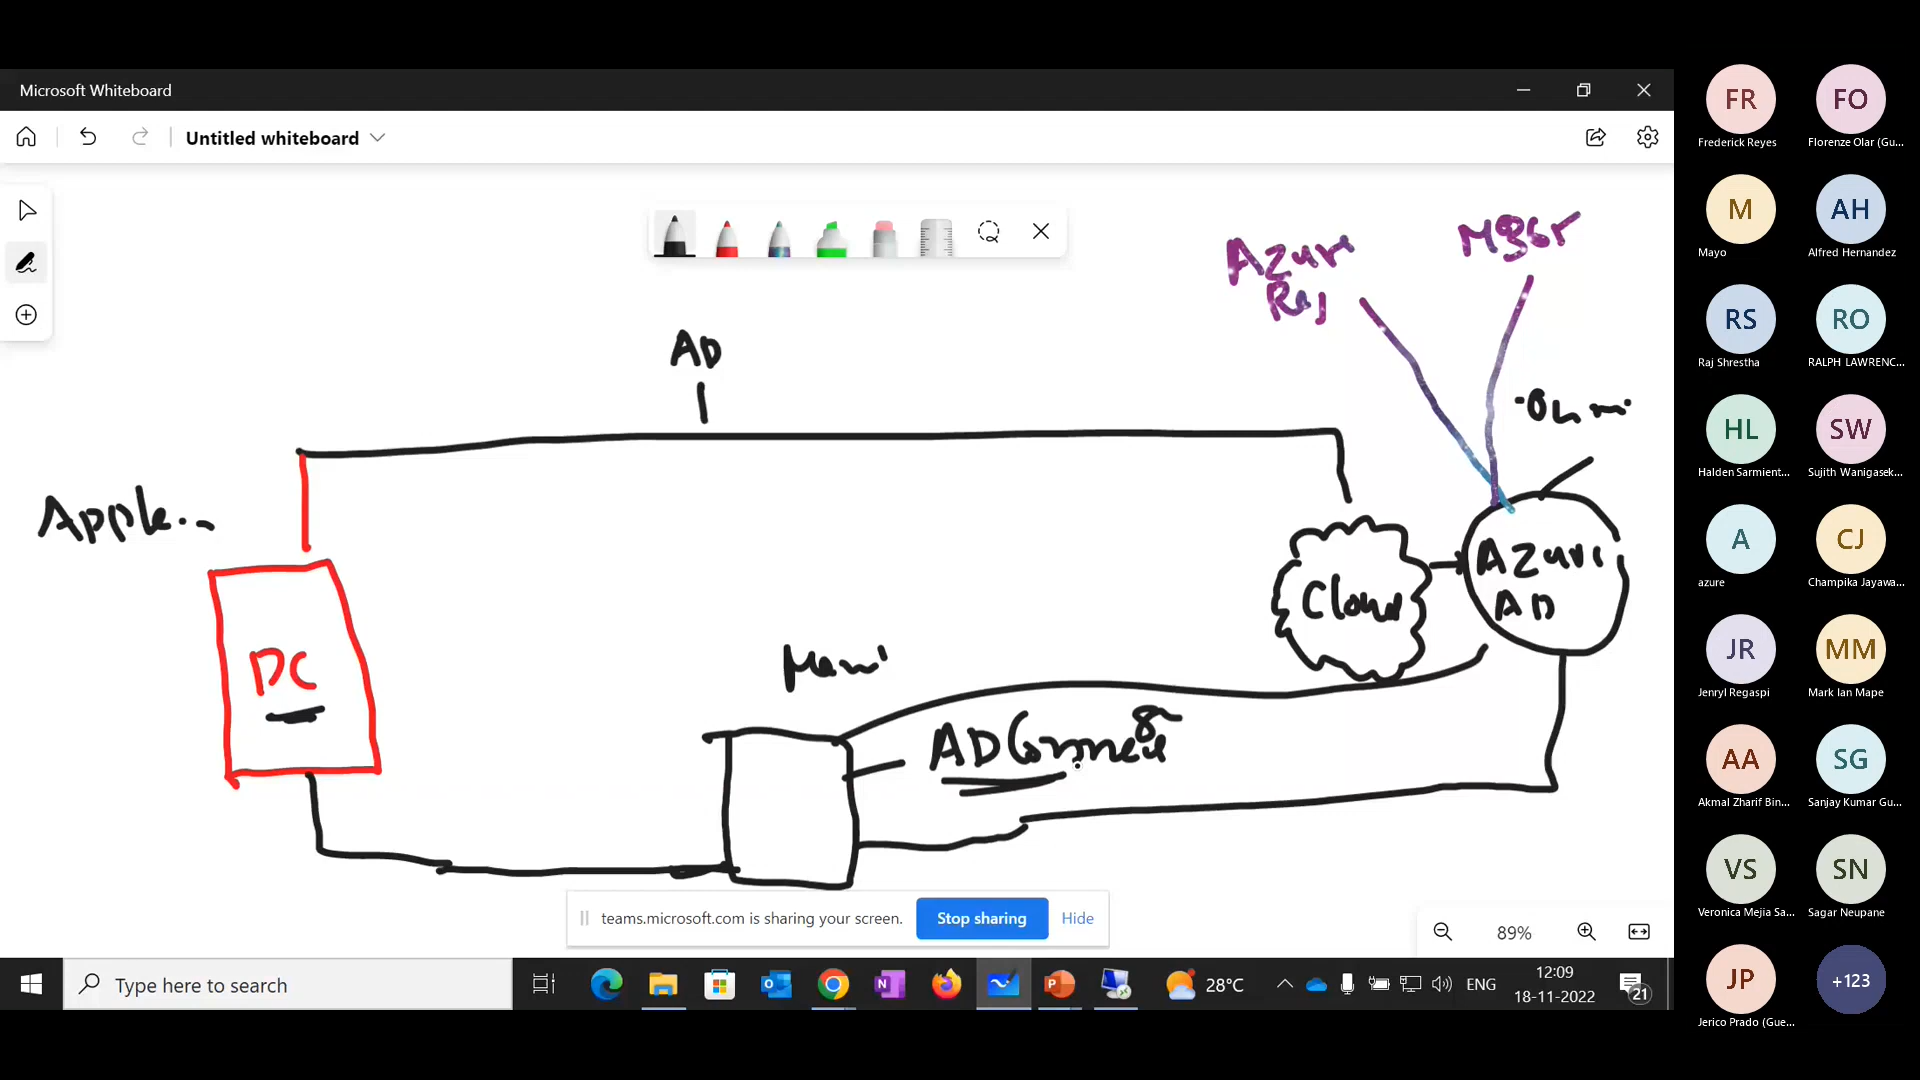 Microsoft Whiteboard
Untitled whiteboard
Azure
Rej
AD
Apple..
DC
Cloud
Azure
AD
AD Connect
teams.microsoft.com is sharing your screen.
Stop sharing
Hide
89%
Type here to search
28°C
ENG
12:09
18-11-2022
21
FR
Frederick Reyes
FO
Florenze Olar (Gu...
M
Mayo
AH
Alfred Hernandez
RS
Raj Shrestha
RO
RALPH LAWRENC...
HL
Halden Sarmient...
SW
Sujith Wanigasek...
A
azure
CJ
Champika Jayawa...
JR
Jenryl Regaspi
MM
Mark Ian Mape
AA
Akmal Zharif Bin...
SG
Sanjay Kumar Gu...
VS
Veronica Mejia Sa...
SN
Sagar Neupane
JP
Jerico Prado (Gue...
+123